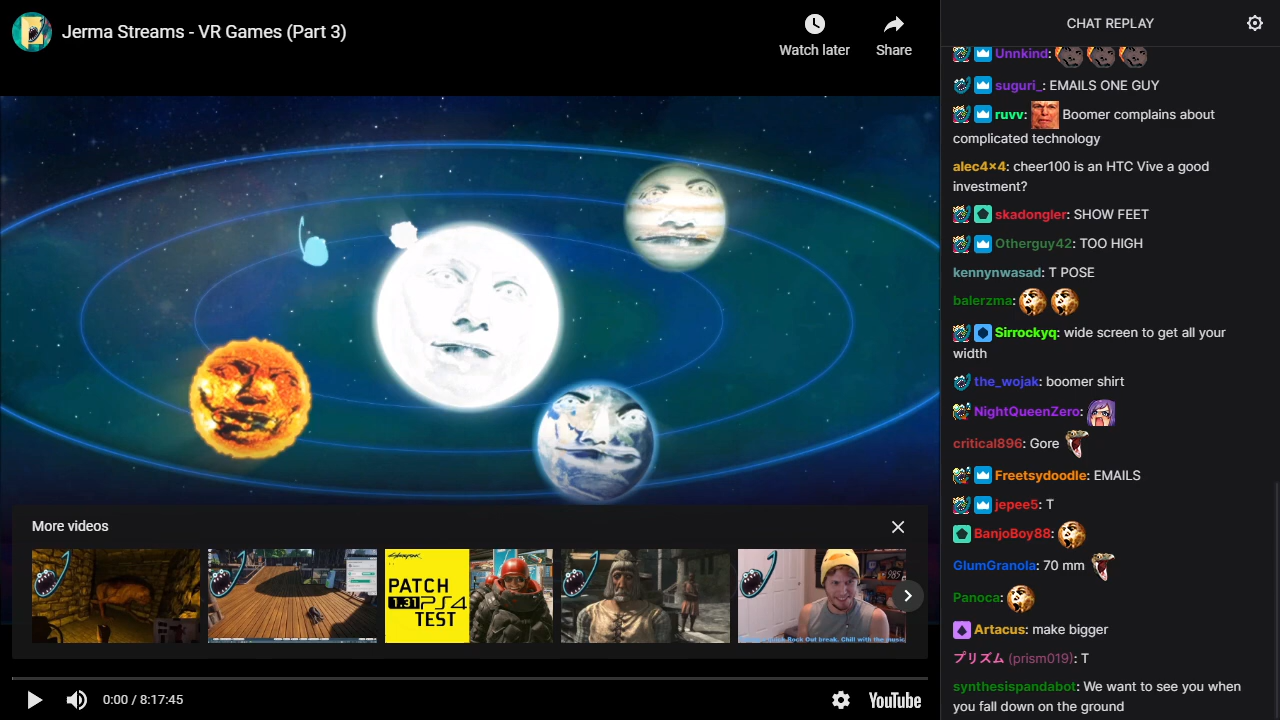 Jerma Streams - VR Games (Part 3)
Watch later
Share
More videos
PATCH
1.31 PS4
TEST
985
0:00 / 8:17:45
YouTube
CHAT REPLAY
Unnkind:
suguri_: EMAILS ONE GUY
ruvv: Boomer complains about
complicated technology
alec4x4: cheer100 is an HTC Vive a good
investment?
skadongler: SHOW FEET
Otherguy42: TOO HIGH
kennynwasad: T POSE
balerzma:
Sirrockyq: wide screen to get all your
width
the_wojak: boomer shirt
NightQueenZero:
critical896: Gore
Freetsydoodle: EMAILS
jepee5: T
BanjoBoy88:
GlumGranola: 70 mm
Panoca:
Artacus: make bigger
プリズム (prism019): T
synthesispandabot: We want to see you when
you fall down on the ground